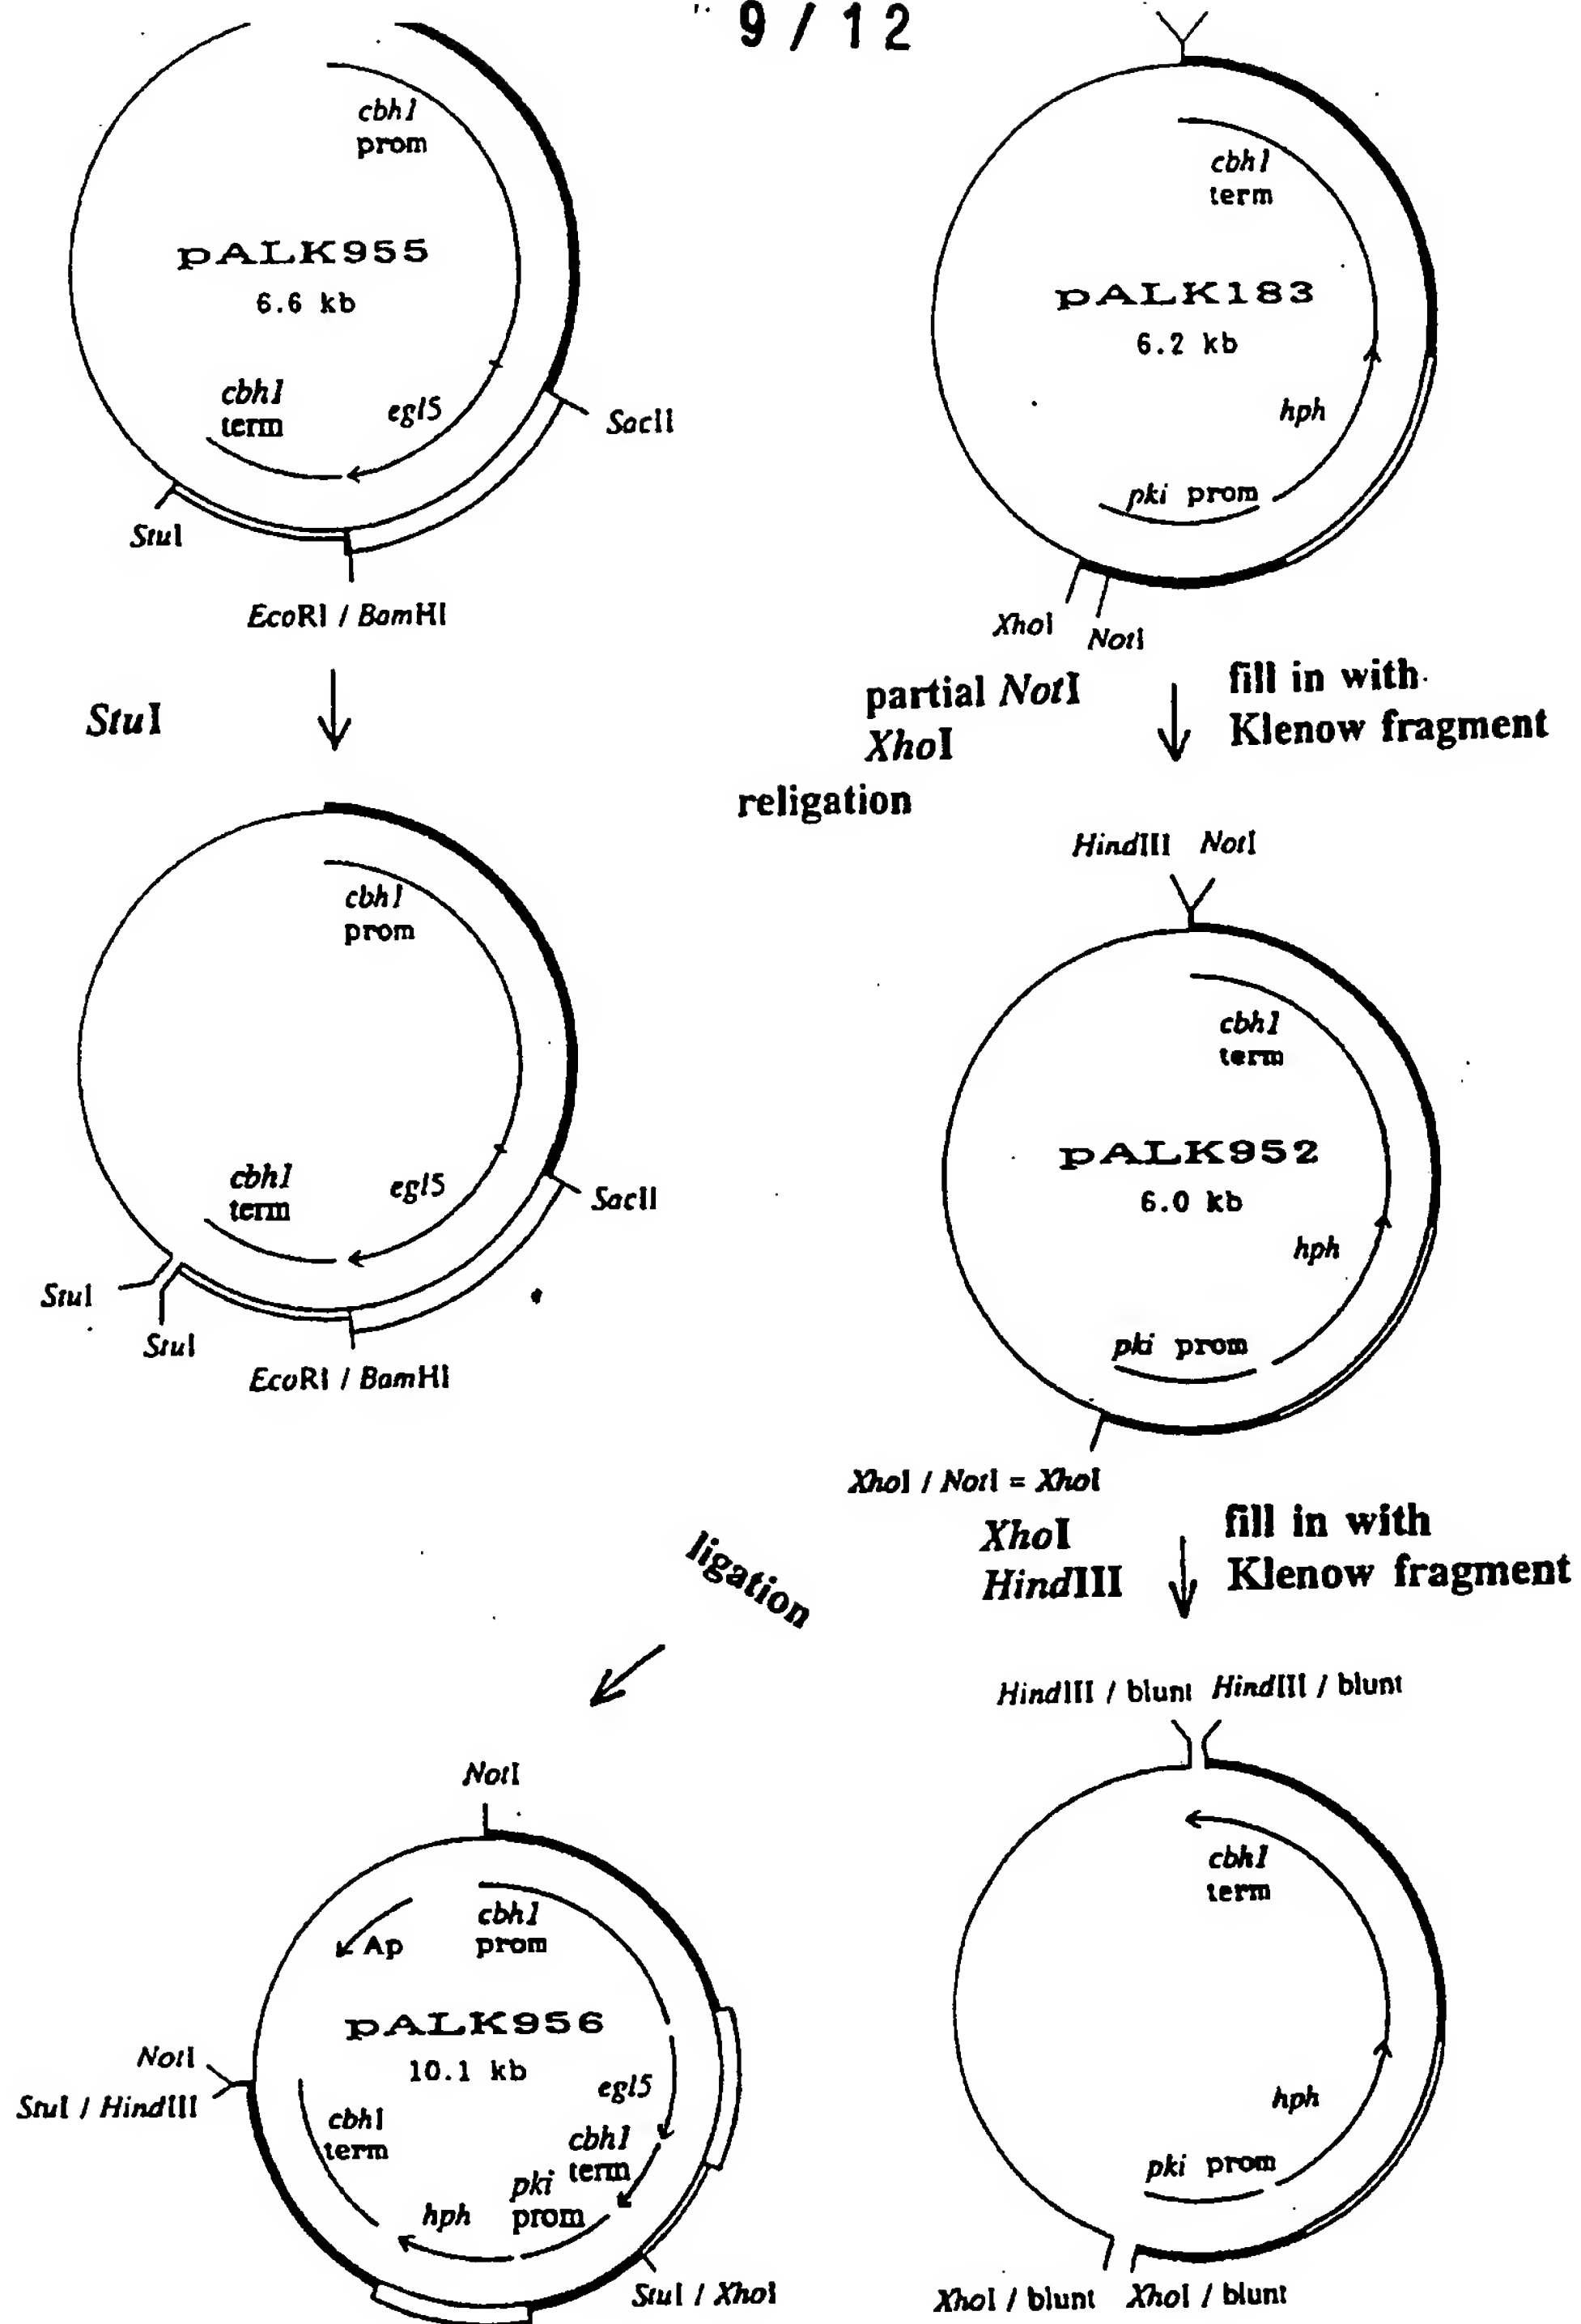 9 / 12
cbh1
prom
pALK955
6.6 kb
cbh1
term
egl5
SacII
StuI
EcoRI / BamHI
cbh1
term
pALK183
6.2 kb
hph
pki prom
XhoI
NotI
StuI
partial NotI
XhoI
fill in with
Klenow fragment
religation
cbh1
prom
cbh1
term
egl5
SacII
StuI
StuI
EcoRI / BamHI
HindIII NotI
cbh1
term
pALK952
6.0 kb
hph
pki prom
XhoI / NotI = XhoI
XhoI
HindIII
fill in with
Klenow fragment
ligation
HindIII / blunt HindIII / blunt
cbh1
term
hph
pki prom
XhoI / blunt XhoI / blunt
NotI
Ap
cbh1
prom
pALK956
10.1 kb
NotI
StuI / HindIII
egl5
cbh1
term
cbh1
term
pki
prom
hph
StuI / XhoI